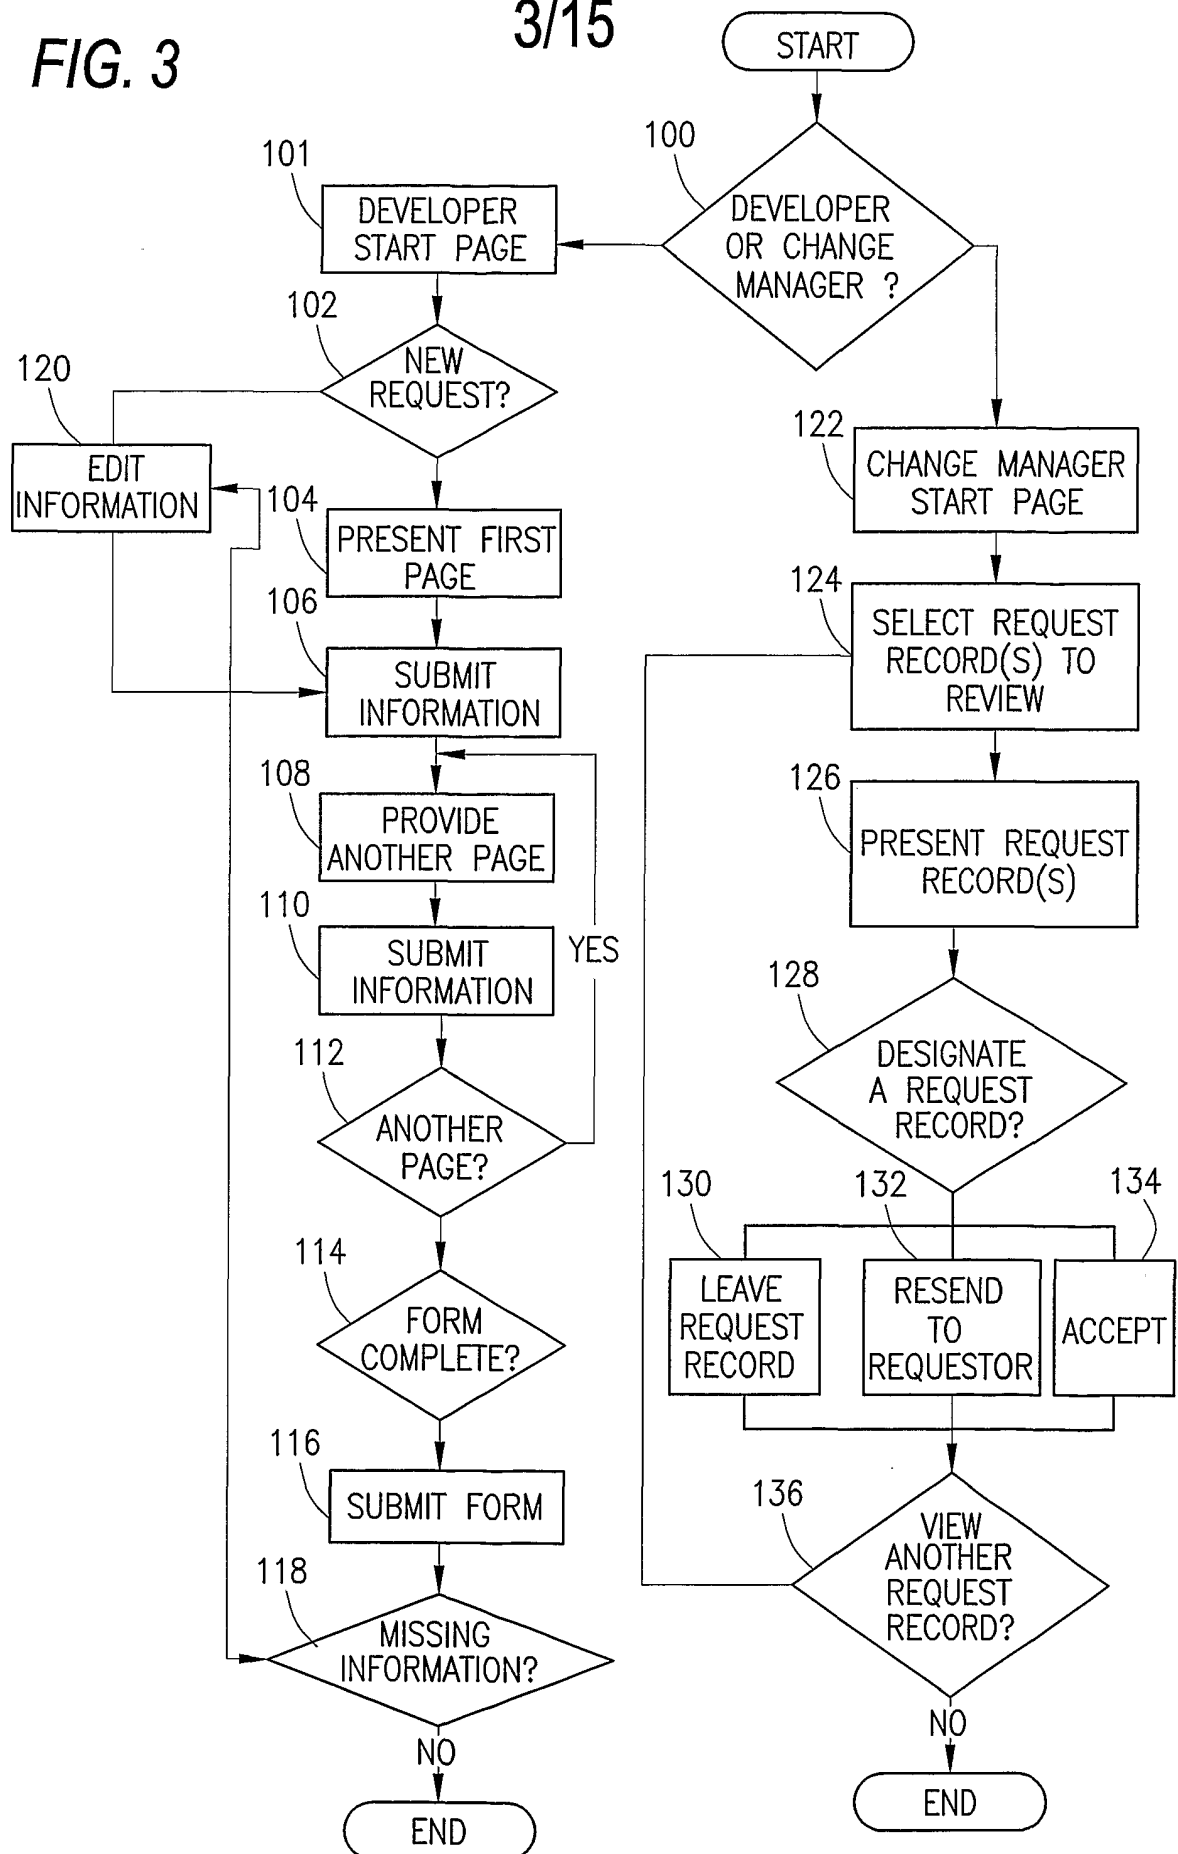 3/15
FIG. 3
START
100
DEVELOPER
OR CHANGE
MANAGER ?
101
DEVELOPER
START PAGE
102
NEW
REQUEST?
120
EDIT
INFORMATION
104
PRESENT FIRST
PAGE
106
SUBMIT
INFORMATION
108
PROVIDE
ANOTHER PAGE
110
SUBMIT
INFORMATION
YES
112
ANOTHER
PAGE?
114
FORM
COMPLETE?
116
SUBMIT FORM
118
MISSING
INFORMATION?
NO
END
122
CHANGE MANAGER
START PAGE
124
SELECT REQUEST
RECORD(S) TO
REVIEW
126
PRESENT REQUEST
RECORD(S)
128
DESIGNATE
A REQUEST
RECORD?
130
LEAVE
REQUEST
RECORD
132
RESEND
TO
REQUESTOR
134
ACCEPT
136
VIEW
ANOTHER
REQUEST
RECORD?
NO
END